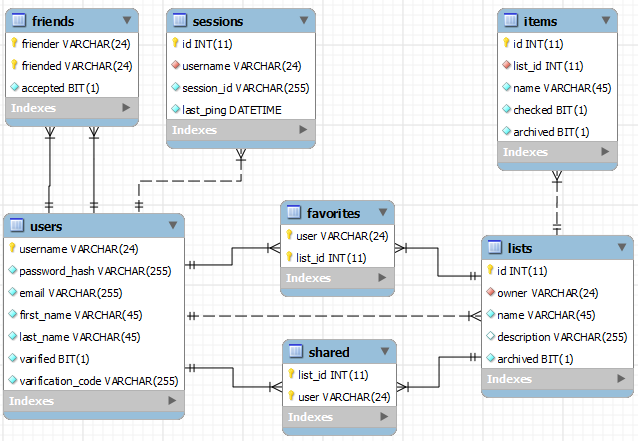 friends
friender VARCHAR(24)
friended VARCHAR(24)
accepted BIT(1)
Indexes
sessions
id INT(11)
username VARCHAR(24)
session_id VARCHAR(255)
last_ping DATETIME
Indexes
items
id INT(11)
list_id INT(11)
name VARCHAR(45)
checked BIT(1)
archived BIT(1)
Indexes
users
username VARCHAR(24)
password_hash VARCHAR(255)
email VARCHAR(255)
first_name VARCHAR(45)
last_name VARCHAR(45)
varified BIT(1)
varification_code VARCHAR(255)
Indexes
favorites
user VARCHAR(24)
list_id INT(11)
Indexes
shared
list_id INT(11)
user VARCHAR(24)
Indexes
lists
id INT(11)
owner VARCHAR(24)
name VARCHAR(45)
description VARCHAR(255)
archived BIT(1)
Indexes